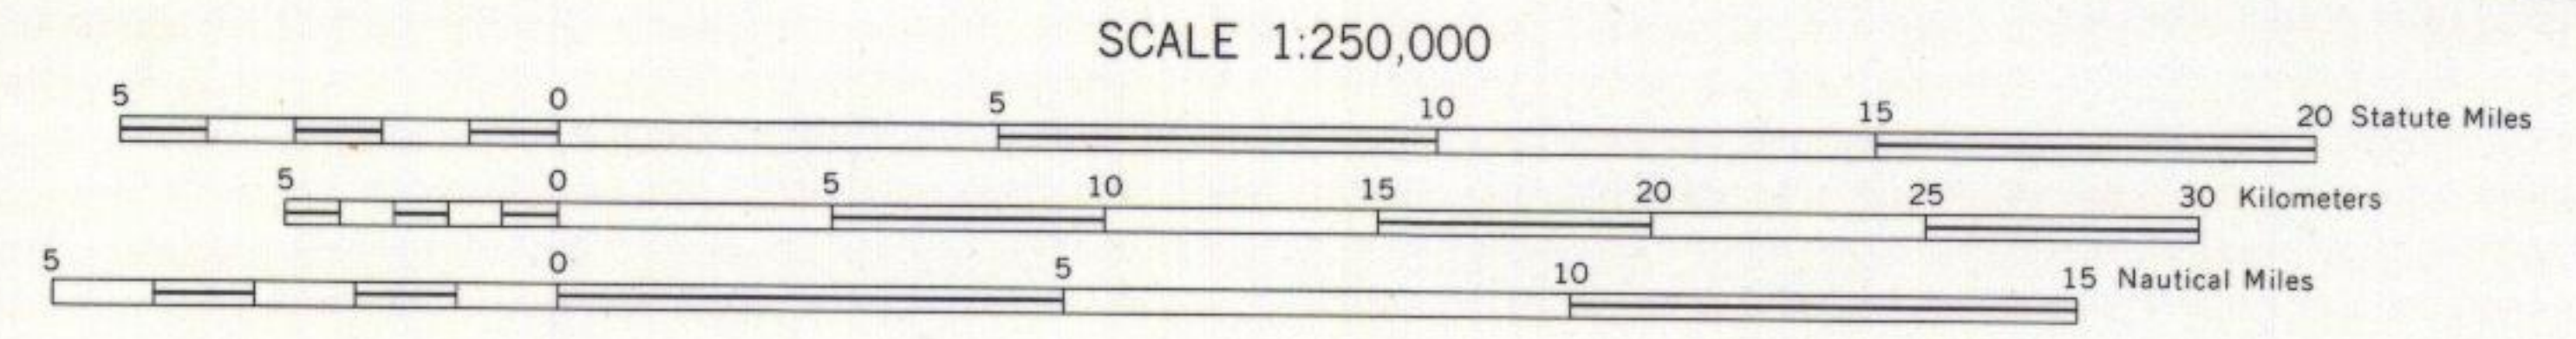 SCALE 1:250,000
5 0 5 10 15 20 Statute Miles
5 0 5 10 15 20 25 30 Kilometers
5 0 5 10 15 Nautical Miles